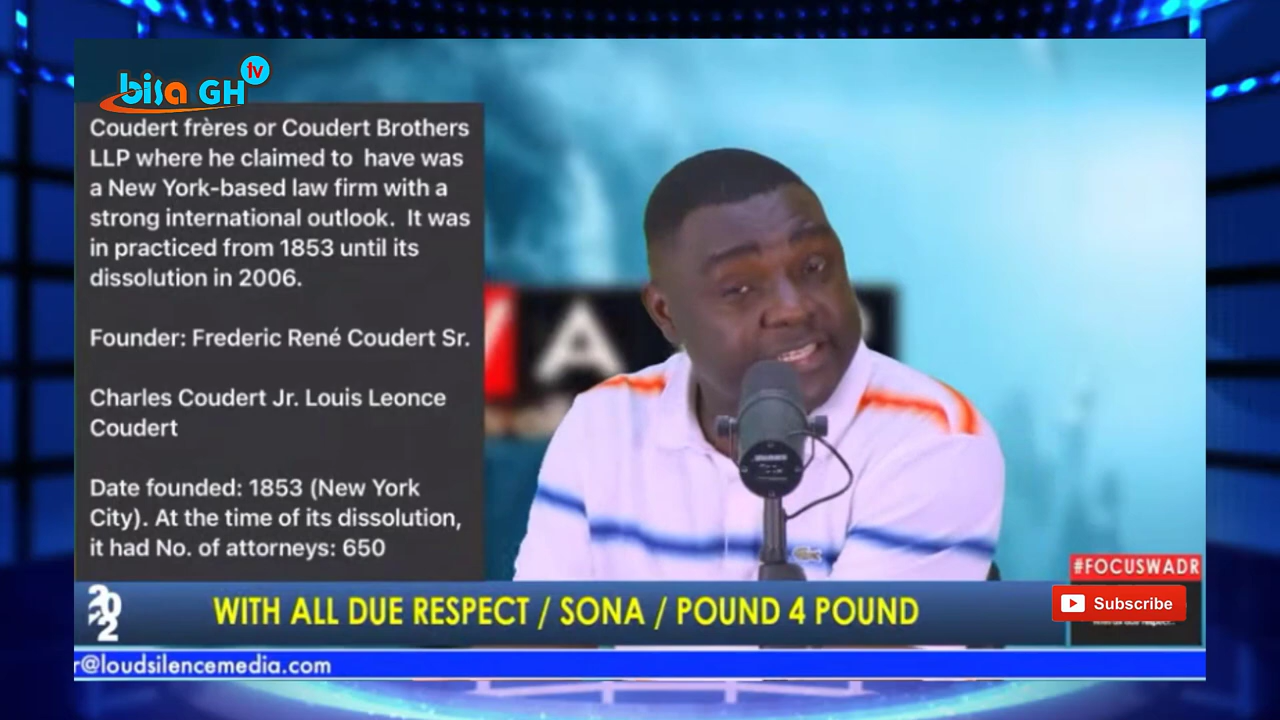 bisa GH tv
Coudert frères or Coudert Brothers
LLP where he claimed to have was
a New York-based law firm with a
strong international outlook. It was
in practiced from 1853 until its
dissolution in 2006.
Founder: Frederic René Coudert Sr.
Charles Coudert Jr. Louis Leonce
Coudert
Date founded: 1853 (New York
City). At the time of its dissolution,
it had No. of attorneys: 650
A
#FOCUSWADR
2022
WITH ALL DUE RESPECT / SONA / POUND 4 POUND
Subscribe
r@loudsilencemedia.com